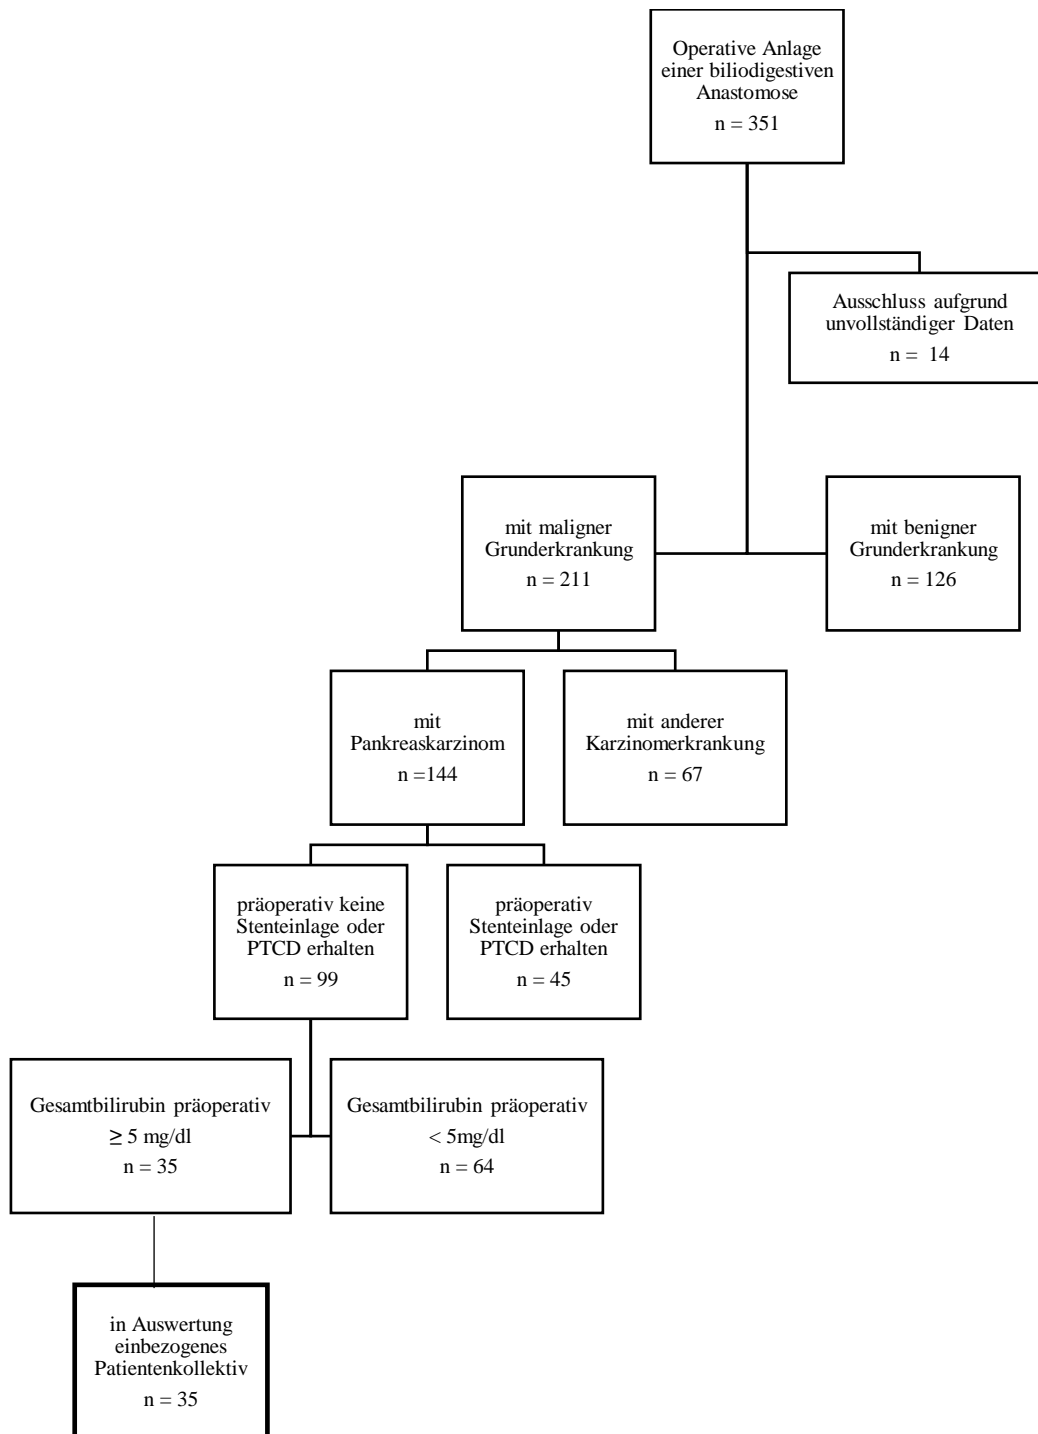 Operative Anlage
einer biliodigestiven
Anastomose
n = 351
Ausschluss aufgrund
unvollständiger Daten
n = 14
mit maligner
Grunderkrankung
n = 211
mit benigner
Grunderkrankung
n = 126
mit
Pankreaskarzinom
n =144
mit anderer
Karzinomerkrankung
n = 67
präoperativ keine
Stenteinlage oder
PTCD erhalten
n = 99
präoperativ
Stenteinlage oder
PTCD erhalten
n = 45
Gesamtbilirubin präoperativ
≥ 5 mg/dl
n = 35
Gesamtbilirubin präoperativ
< 5mg/dl
n = 64
in Auswertung
einbezogenes
Patientenkollektiv
n = 35